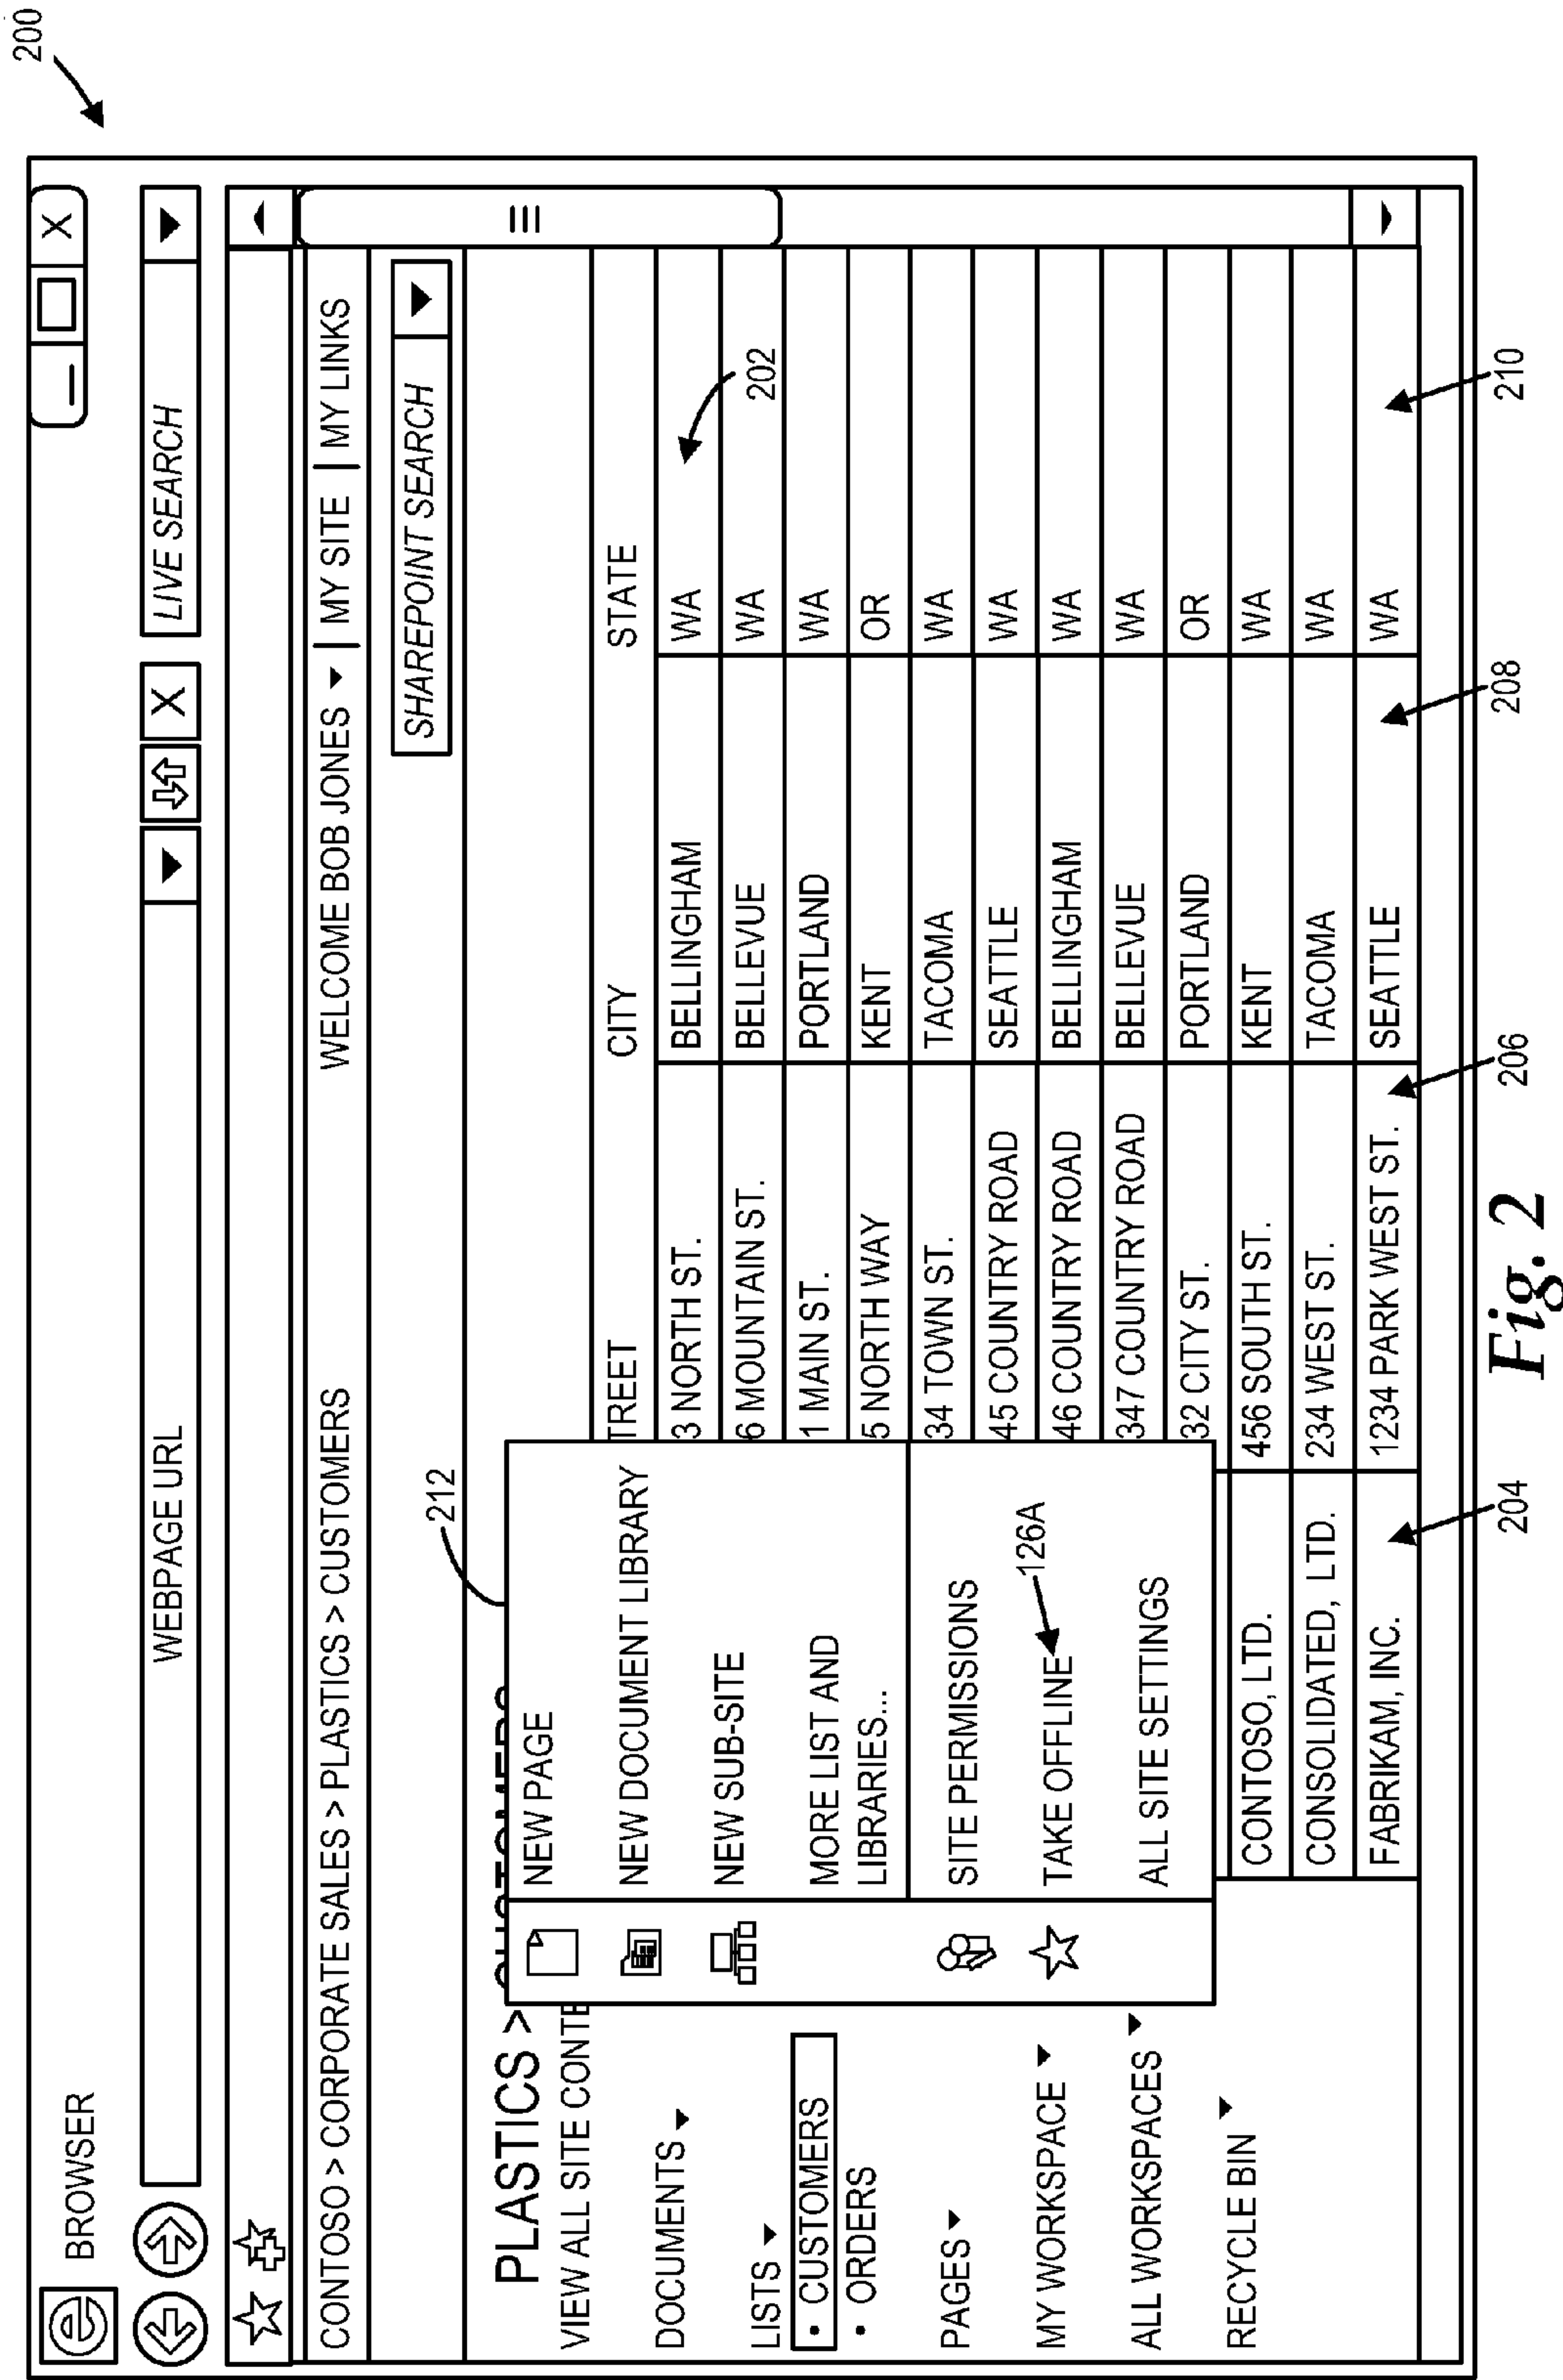 200
BROWSER
_ X
WEBPAGE URL X LIVE SEARCH
CONTOSO > CORPORATE SALES > PLASTICS > CUSTOMERS WELCOME BOB JONES | MY SITE | MY LINKS
SHAREPOINT SEARCH
212
PLASTICS > CUSTOMERS
VIEW ALL SITE CONTE
DOCUMENTS
LISTS
• CUSTOMERS
• ORDERS
PAGES
MY WORKSPACE
ALL WORKSPACES
RECYCLE BIN
NEW PAGE
NEW DOCUMENT LIBRARY
NEW SUB-SITE
MORE LIST AND
LIBRARIES...
SITE PERMISSIONS
TAKE OFFLINE 126A
ALL SITE SETTINGS
TREET CITY STATE
3 NORTH ST. BELLINGHAM WA
202
6 MOUNTAIN ST. BELLEVUE WA
1 MAIN ST. PORTLAND WA
5 NORTH WAY KENT OR
34 TOWN ST. TACOMA WA
45 COUNTRY ROAD SEATTLE WA
46 COUNTRY ROAD BELLINGHAM WA
347 COUNTRY ROAD BELLEVUE WA
32 CITY ST. PORTLAND OR
CONTOSO, LTD. 456 SOUTH ST. KENT WA
CONSOLIDATED, LTD. 234 WEST ST. TACOMA WA
FABRIKAM, INC. 1234 PARK WEST ST. SEATTLE WA
204 206 208 210
Fig. 2